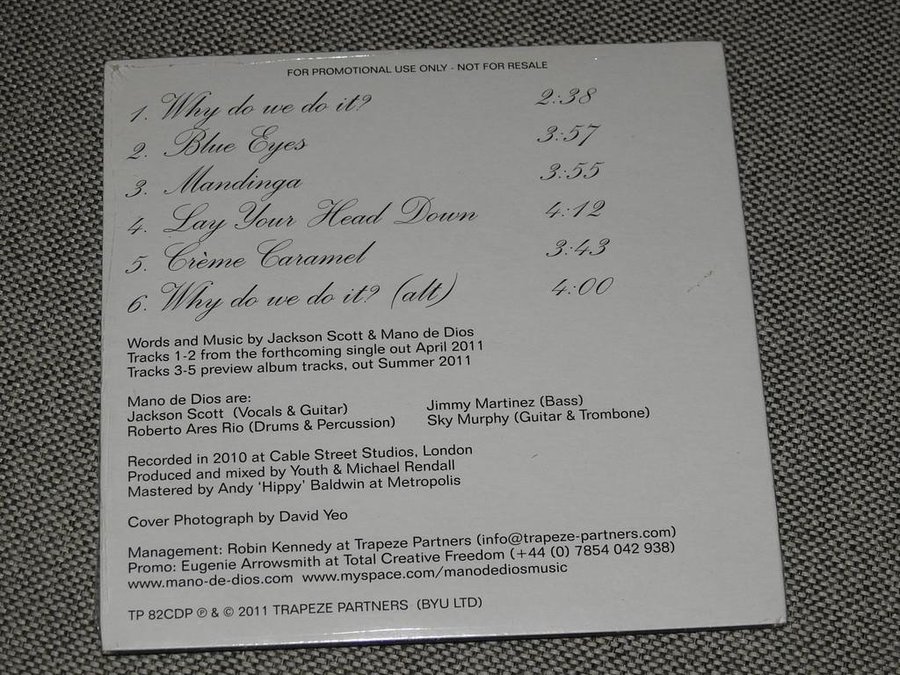 FOR PROMOTIONAL USE ONLY - NOT FOR RESALE
1. Why do we do it? 2:38
2. Blue Eyes 3:57
3. Mandinga 3:55
4. Lay Your Head Down 4:12
5. Crème Caramel 3:43
6. Why do we do it? (alt) 4:00
Words and Music by Jackson Scott & Mano de Dios
Tracks 1-2 from the forthcoming single out April 2011
Tracks 3-5 preview album tracks, out Summer 2011
Mano de Dios are:
Jackson Scott (Vocals & Guitar) Jimmy Martinez (Bass)
Roberto Ares Rio (Drums & Percussion) Sky Murphy (Guitar & Trombone)
Recorded in 2010 at Cable Street Studios, London
Produced and mixed by Youth & Michael Rendall
Mastered by Andy ‘Hippy’ Baldwin at Metropolis
Cover Photograph by David Yeo
Management: Robin Kennedy at Trapeze Partners (info@trapeze-partners.com)
Promo: Eugenie Arrowsmith at Total Creative Freedom (+44 (0) 7854 042 938)
www.mano-de-dios.com www.myspace.com/manodediosmusic
TP 82CDP ℗ & © 2011 TRAPEZE PARTNERS (BYU LTD)